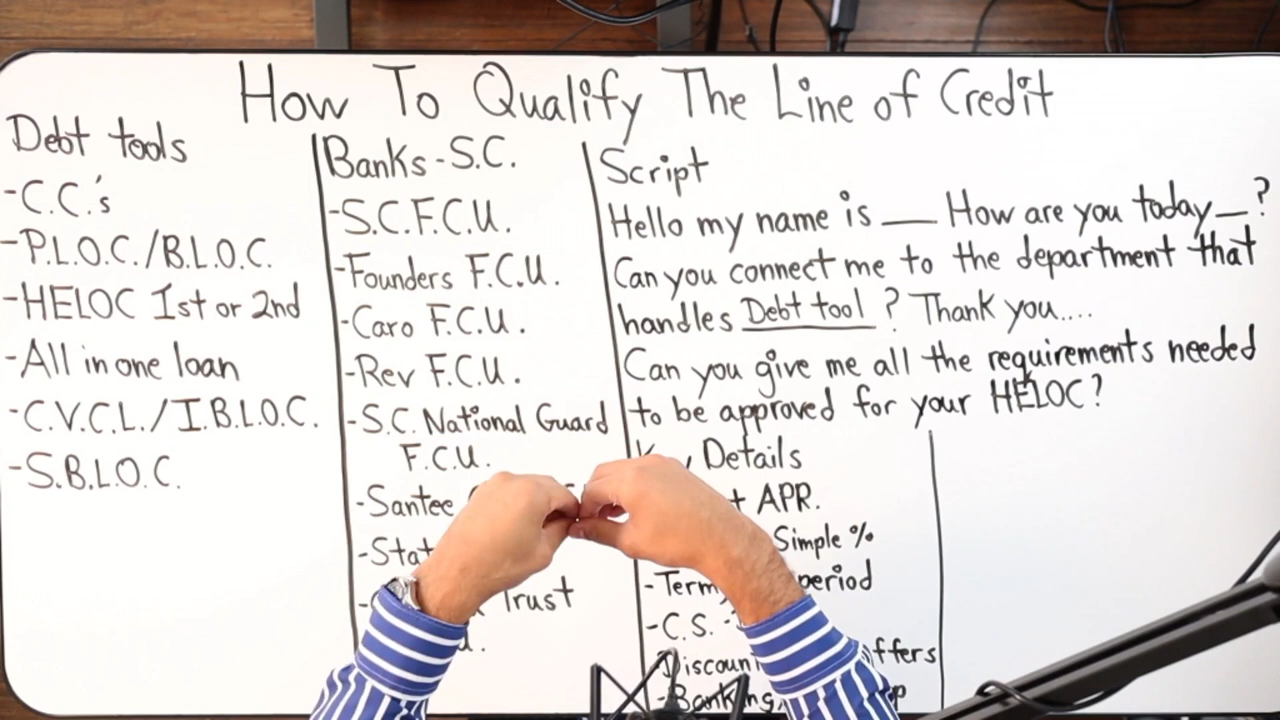 How To Qualify The Line of Credit
Debt tools
-C.C.'s
-P.L.O.C./B.L.O.C.
-HELOC 1st or 2nd
-All in one loan
-C.V.C.L./I.B.L.O.C.
-S.B.L.O.C.
Banks-S.C.
-S.C.F.C.U.
-Founders F.C.U.
-Caro F.C.U.
-Rev F.C.U.
-S.C. National Guard
F.C.U.
-Santee
Trust
Script
Hello my name is ___ How are you today_?
Can you connect me to the department that
handles Debt tool ? Thank you....
Can you give me all the requirements needed
to be approved for your HELOC?
Details
APR.
Simple %
-Term period
-C.S.